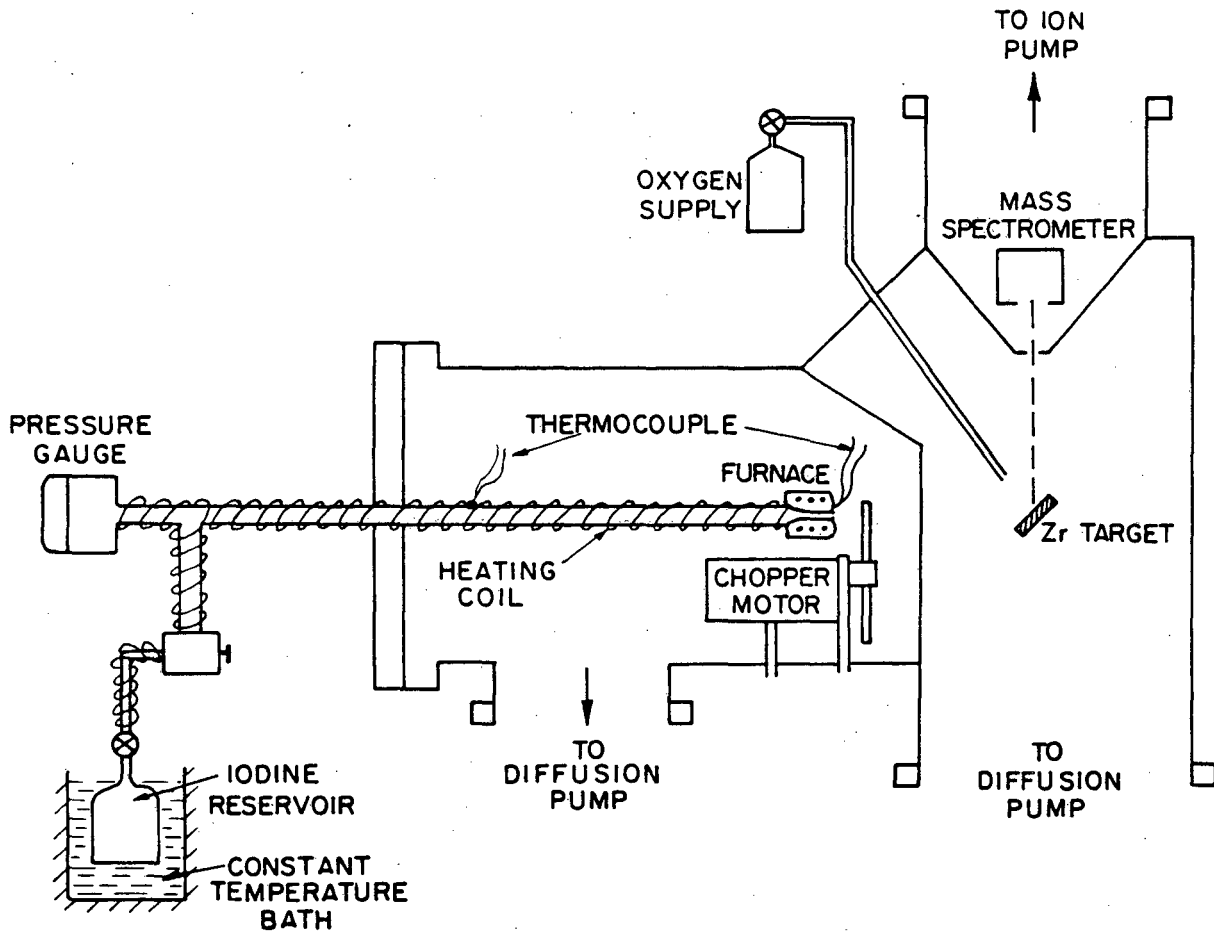 TO ION
PUMP
OXYGEN
SUPPLY
MASS
SPECTROMETER
PRESSURE
GAUGE
THERMOCOUPLE
FURNACE
Zr TARGET
HEATING
COIL
CHOPPER
MOTOR
TO
DIFFUSION
PUMP
TO
DIFFUSION
PUMP
IODINE
RESERVOIR
CONSTANT
TEMPERATURE
BATH